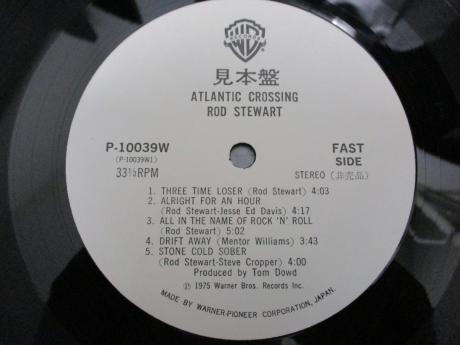 WB
RECORDS
見本盤
ATLANTIC CROSSING
ROD STEWART
P-10039W
(P-10039W1)
33⅓RPM
FAST
SIDE
STEREO (非売品)
1. THREE TIME LOSER (Rod Stewart) 4:03
2. ALRIGHT FOR AN HOUR
(Rod Stewart-Jesse Ed Davis) 4:17
3. ALL IN THE NAME OF ROCK 'N' ROLL
(Rod Stewart) 5:02
4. DRIFT AWAY (Mentor Williams) 3:43
5. STONE COLD SOBER
(Rod Stewart-Steve Cropper) 4:00
Produced by Tom Dowd
℗ 1975 Warner Bros. Records Inc.
MADE BY WARNER-PIONEER CORPORATION, JAPAN.